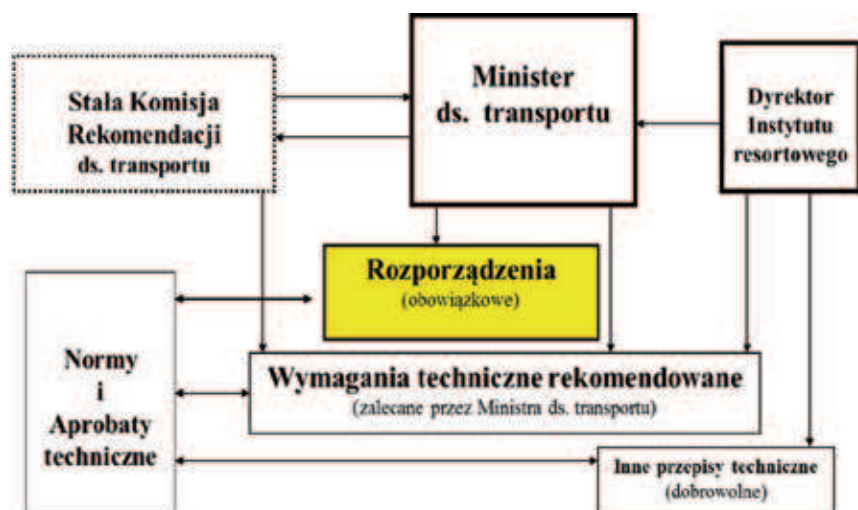 Stała Komisja
Rekomendacji
ds. transportu
Minister
ds. transportu
Dyrektor
Instytutu
resortowego
Rozporządzenia
(obowiązkowe)
Normy
i
Aprobaty
techniczne
Wymagania techniczne rekomendowane
(zalecane przez Ministra ds. transportu)
Inne przepisy techniczne
(dobrowolne)